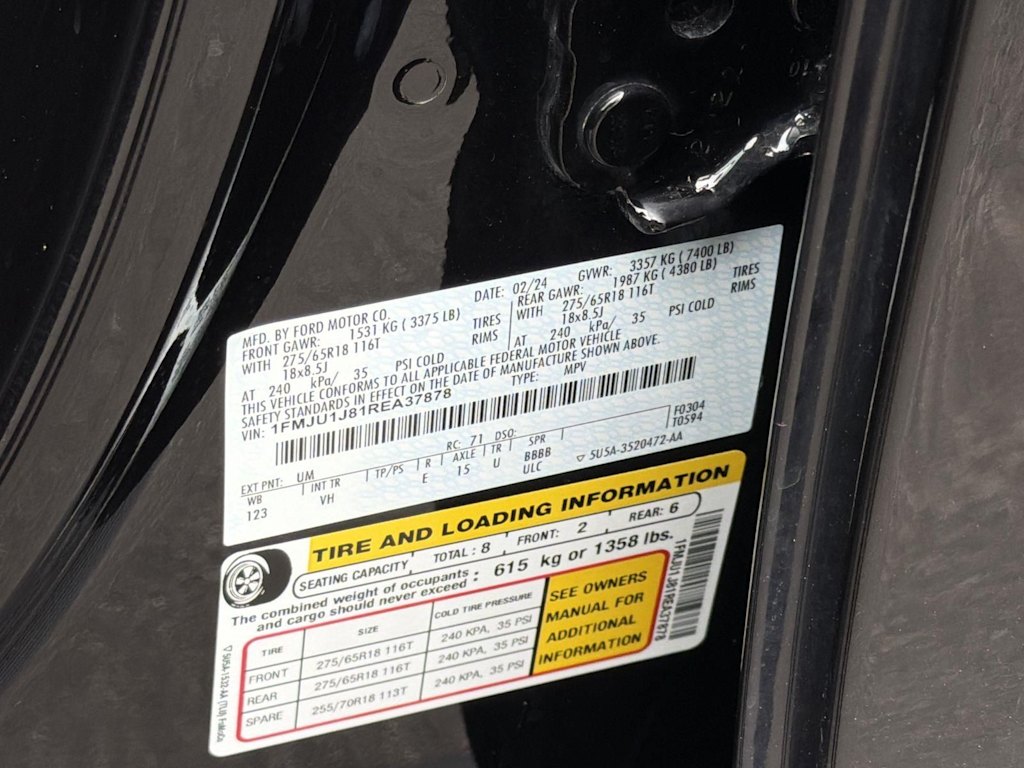 MFD. BY FORD MOTOR CO.
DATE: 02/24
GVWR: 3357 KG ( 7400 LB)
FRONT GAWR: 1531 KG ( 3375 LB)
REAR GAWR: 1987 KG ( 4380 LB)
WITH 275/65R18 116T TIRES
WITH 275/65R18 116T TIRES
18x8.5J RIMS
18x8.5J RIMS
AT 240 kPa/ 35 PSI COLD
AT 240 kPa/ 35 PSI COLD
THIS VEHICLE CONFORMS TO ALL APPLICABLE FEDERAL MOTOR VEHICLE
SAFETY STANDARDS IN EFFECT ON THE DATE OF MANUFACTURE SHOWN ABOVE.
VIN: 1FMJU1J81REA37878
TYPE: MPV
EXT PNT: UM
RC: 71 DSO:
F0304
T0594
WB INT TR TP/PS R AXLE TR SPR
123 VH E 15 U BBBB
ULC
▽ 5U5A-3520472-AA
TIRE AND LOADING INFORMATION
SEATING CAPACITY TOTAL : 8 FRONT: 2 REAR: 6
The combined weight of occupants
and cargo should never exceed : 615 kg or 1358 lbs.
TIRE SIZE COLD TIRE PRESSURE
FRONT 275/65R18 116T 240 KPA, 35 PSI
REAR 275/65R18 116T 240 KPA, 35 PSI
SPARE 255/70R18 113T 240 KPA, 35 PSI
SEE OWNERS
MANUAL FOR
ADDITIONAL
INFORMATION
1FMJU1J81REA37878